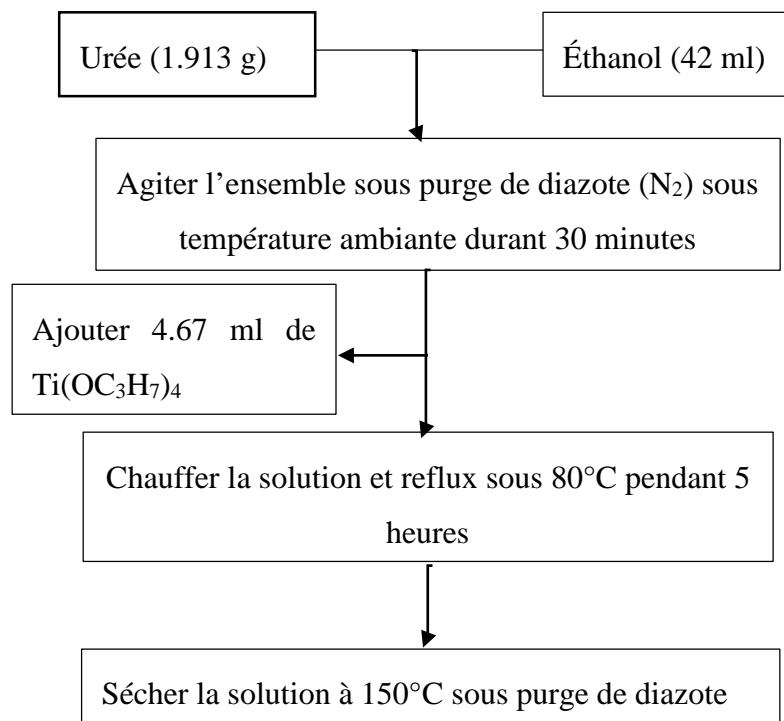 Urée (1.913 g)
Éthanol (42 ml)
Agiter l’ensemble sous purge de diazote (N₂) sous
température ambiante durant 30 minutes
Ajouter 4.67 ml de
Ti(OC₃H₇)₄
Chauffer la solution et reflux sous 80°C pendant 5
heures
Sécher la solution à 150°C sous purge de diazote